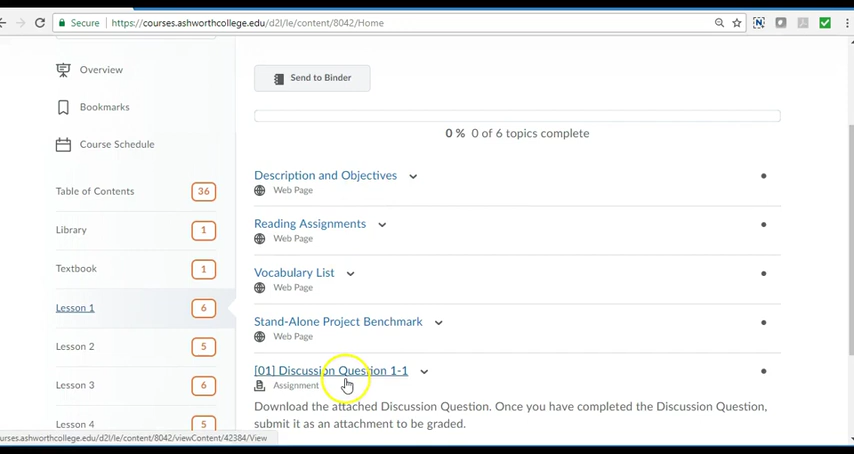 Secure https://courses.ashworthcollege.edu/d2l/le/content/8042/Home
Overview
Bookmarks
Course Schedule
Table of Contents 36
Library 1
Textbook 1
Lesson 1 6
Lesson 2 5
Lesson 3 6
Lesson 4 5
Send to Binder
0 % 0 of 6 topics complete
Description and Objectives
Web Page
Reading Assignments
Web Page
Vocabulary List
Web Page
Stand-Alone Project Benchmark
Web Page
[01] Discussion Question 1-1
Assignment
Download the attached Discussion Question. Once you have completed the Discussion Question,
submit it as an attachment to be graded.
urses.ashworthcollege.edu/d2l/le/content/8042/viewContent/42384/View